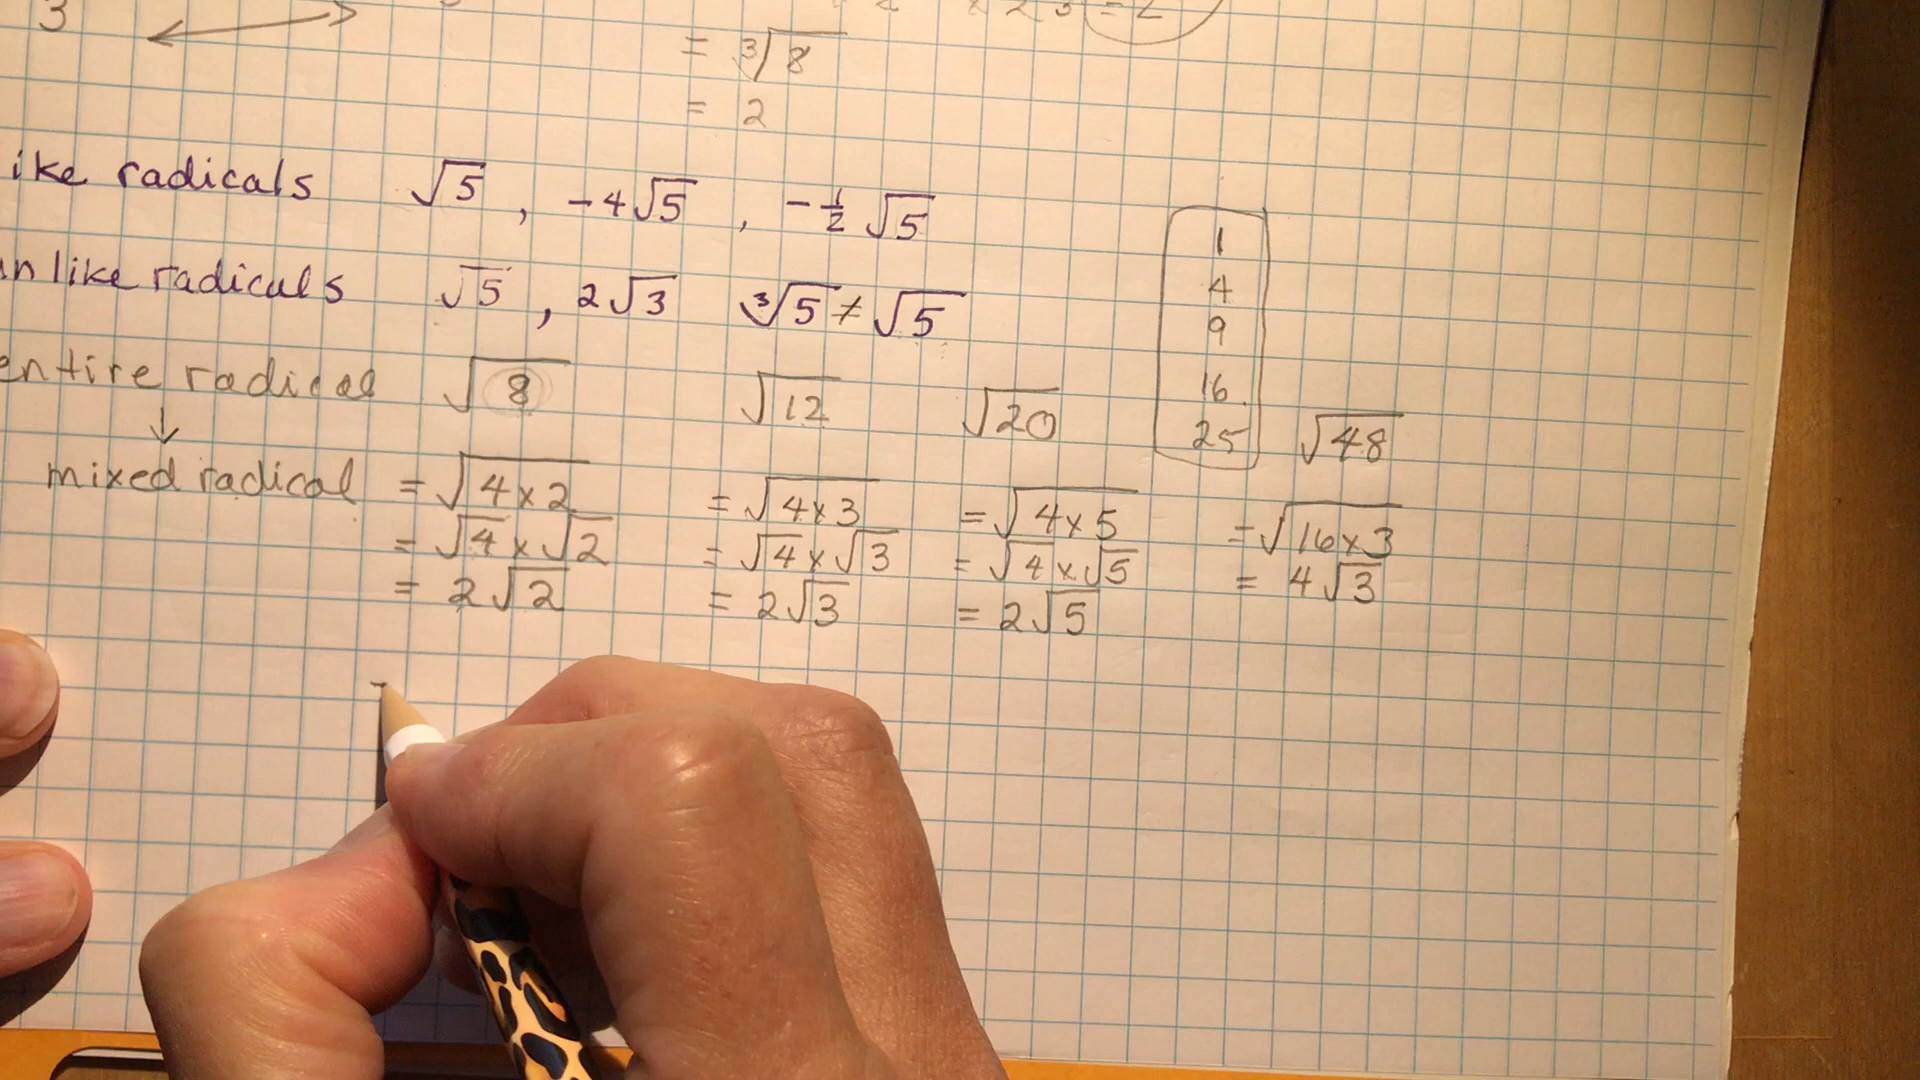 3
= ∛8
= 2
ike radicals √5 , -4√5 , -½√5
nlike radicals √5 , 2√3 ∛5 ≠ √5
1
4
9
16
25
entire radical √8 √12 √20 √48
↓
mixed radical = √4×2 = √4×3 = √4×5 = √16×3
= √4 × √2 = √4 × √3 = √4 × √5 = 4√3
= 2√2 = 2√3 = 2√5